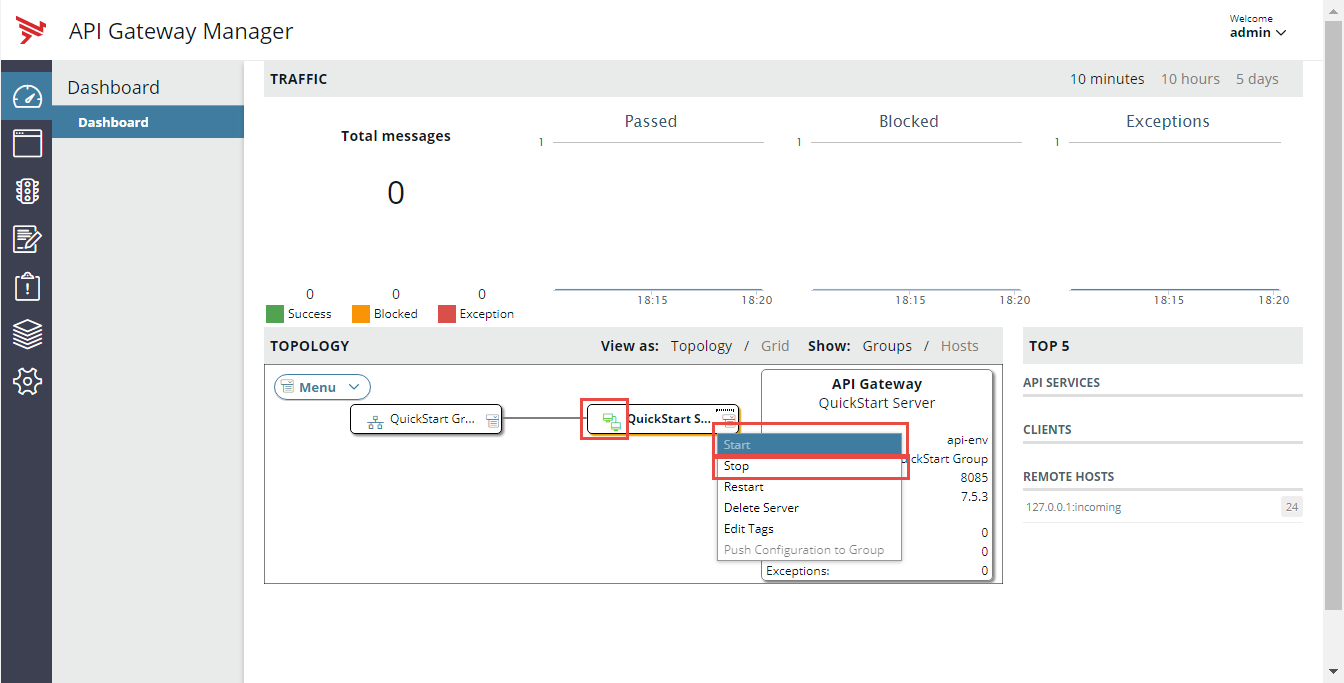 API Gateway Manager
Welcome
admin
Dashboard
Dashboard
TRAFFIC
10 minutes 10 hours 5 days
Total messages
0
0 0 0
Success Blocked Exception
Passed
1
18:15 18:20
Blocked
1
18:15 18:20
Exceptions
1
18:15 18:20
TOPOLOGY
View as: Topology / Grid Show: Groups / Hosts
Menu
QuickStart Gr...
QuickStart S...
Start
Stop
Restart
Delete Server
Edit Tags
Push Configuration to Group
API Gateway
QuickStart Server
api-env
ickStart Group
8085
7.5.3
0
0
Exceptions: 0
TOP 5
API SERVICES
CLIENTS
REMOTE HOSTS
127.0.0.1:incoming 24